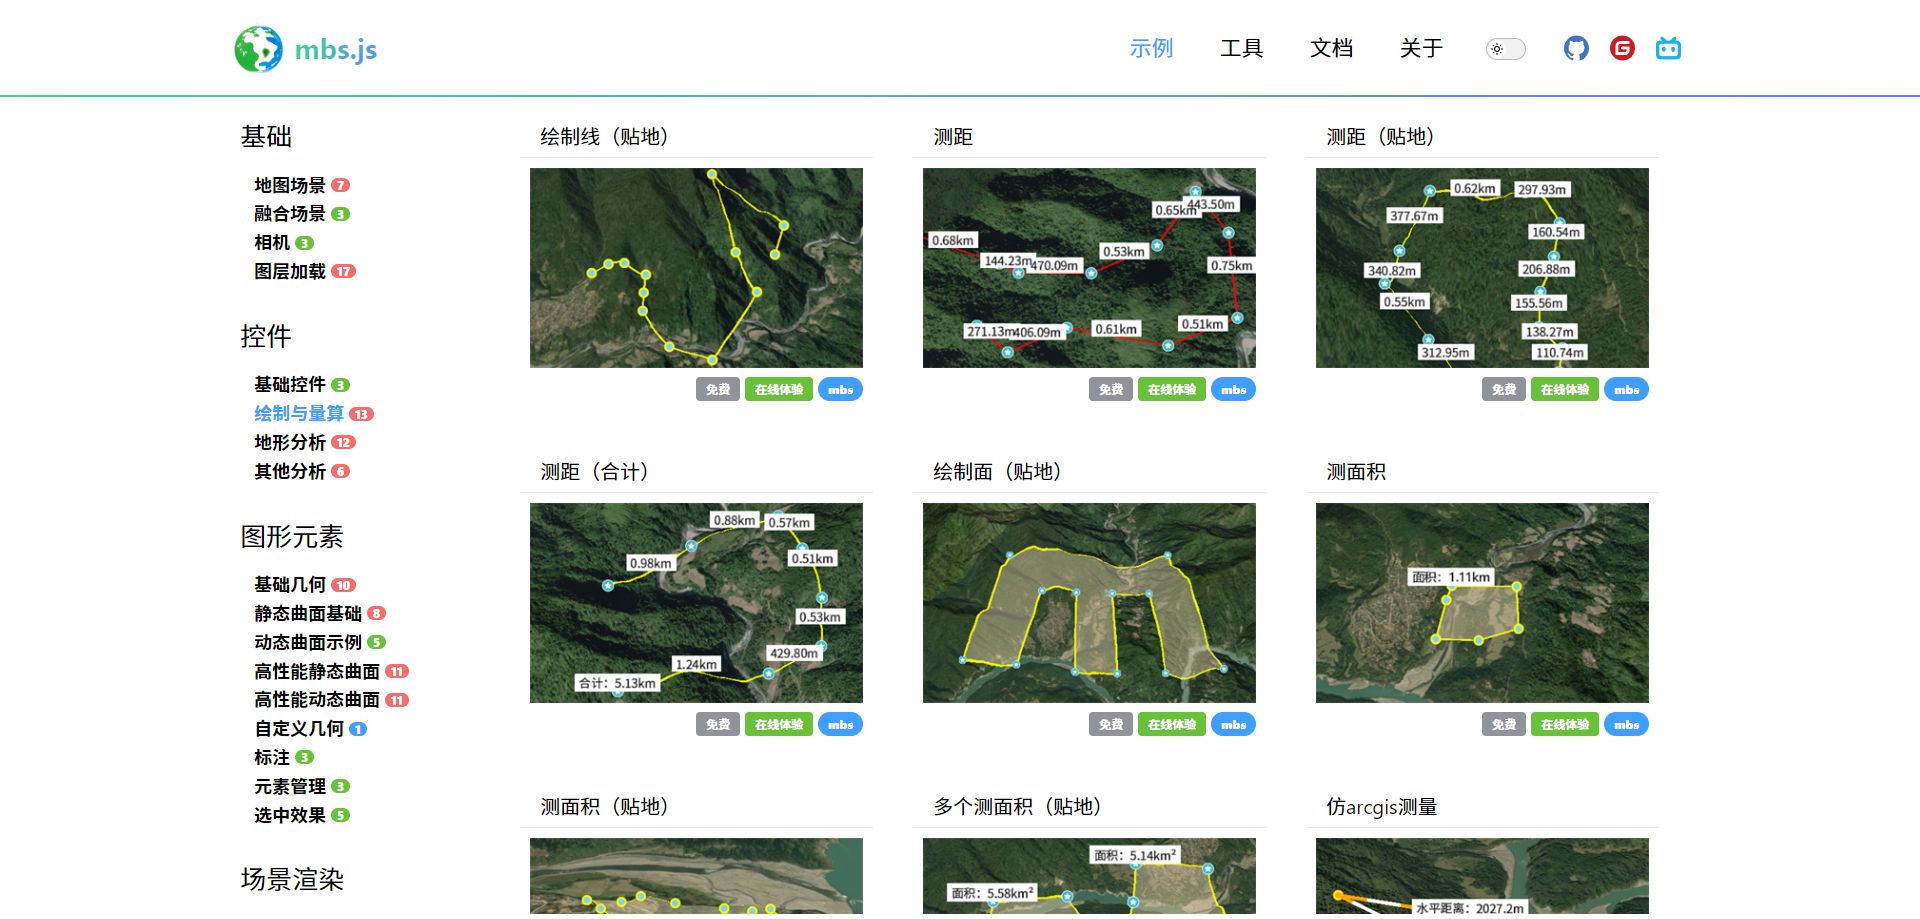 mbs.js
示例
工具
文档
关于
基础
地图场景 7
融合场景 3
相机 3
图层加载 17
控件
基础控件 3
绘制与量算 13
地形分析 12
其他分析 6
图形元素
基础几何 10
静态曲面基础 8
动态曲面示例 5
高性能静态曲面 11
高性能动态曲面 11
自定义几何 1
标注 3
元素管理 3
选中效果 5
场景渲染
绘制线（贴地）
免费 在线体验 mbs
测距
0.68km
144.23m
470.09m
0.53km
0.65km
443.50m
0.75km
0.51km
0.61km
406.09m
271.13m
免费 在线体验 mbs
测距（贴地）
0.62km
297.93m
377.67m
160.54m
340.82m
206.88m
0.55km
155.56m
138.27m
312.95m
110.74m
免费 在线体验 mbs
测距（合计）
0.88km
0.57km
0.98km
0.51km
0.53km
429.80m
1.24km
合计：5.13km
免费 在线体验 mbs
绘制面（贴地）
免费 在线体验 mbs
测面积
面积：1.11km
免费 在线体验 mbs
测面积（贴地）
多个测面积（贴地）
面积：5.14km²
面积：5.58km²
仿arcgis测量
水平距离：2027.2m